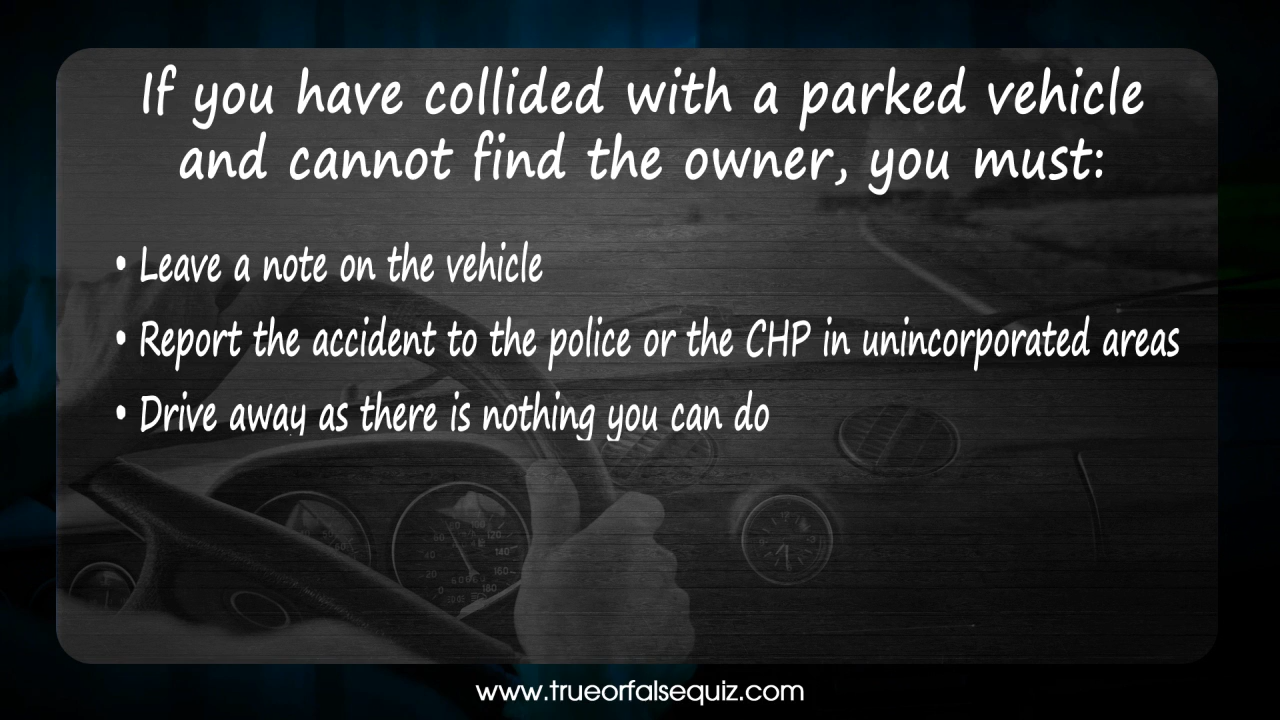 If you have collided with a parked vehicle
and cannot find the owner, you must:
• Leave a note on the vehicle
• Report the accident to the police or the CHP in unincorporated areas
• Drive away as there is nothing you can do
www.trueorfalsequiz.com